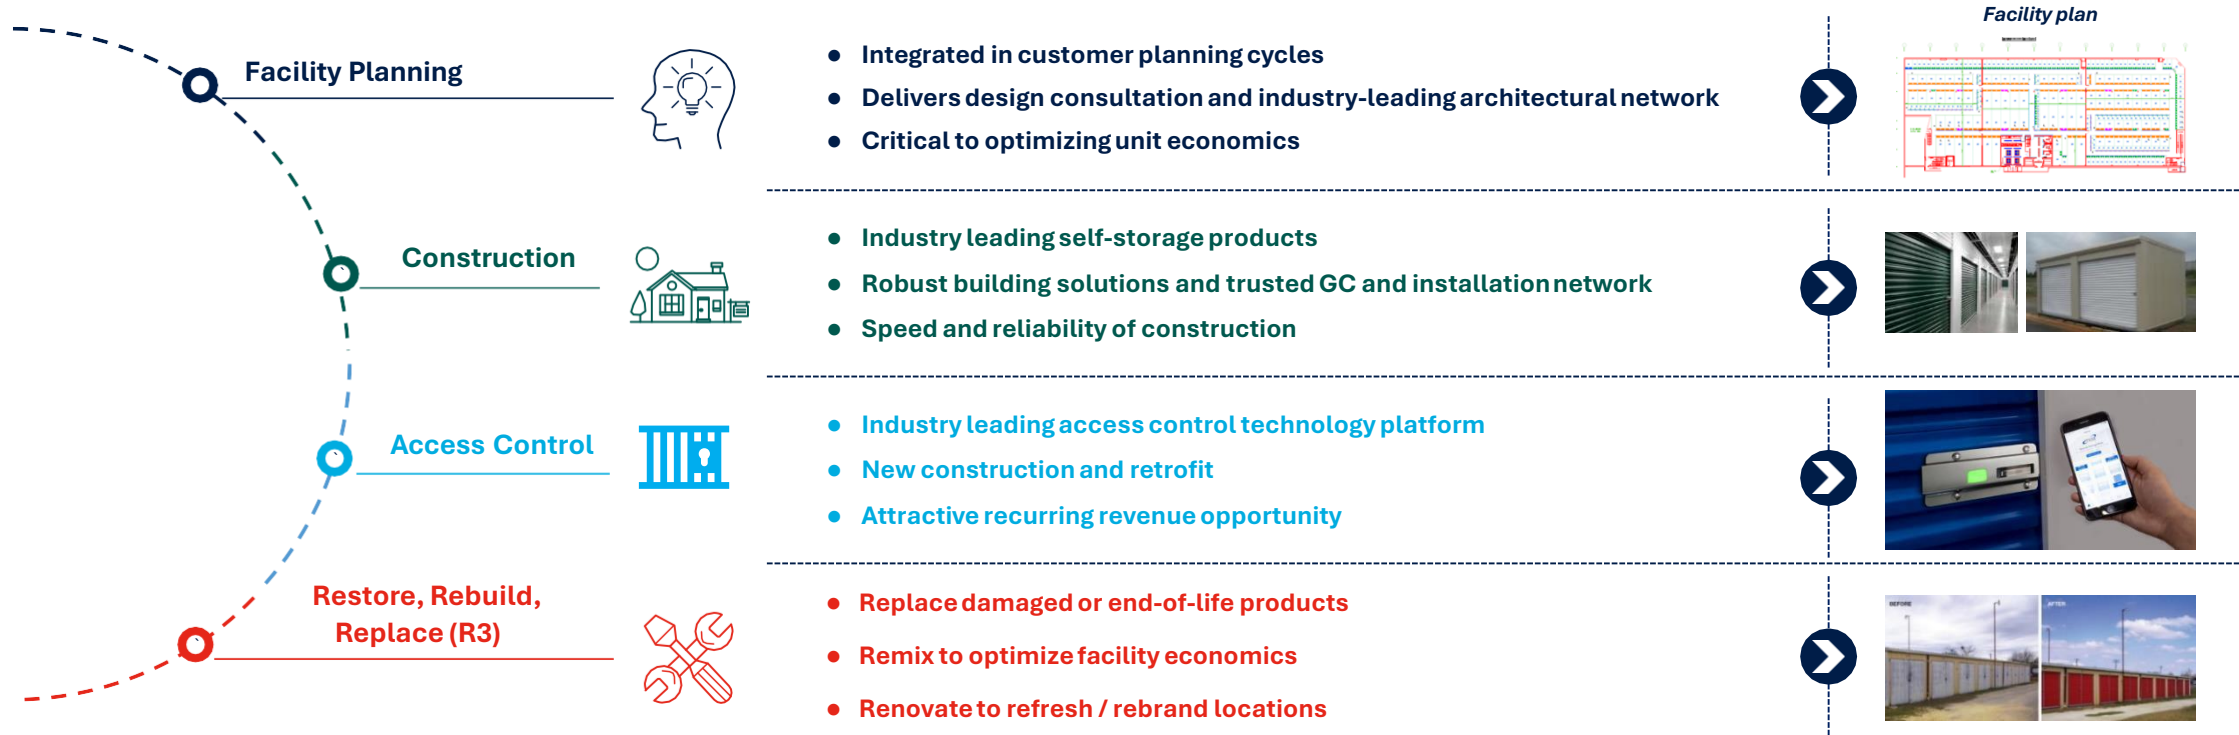 Facility plan
Facility Planning
Integrated in customer planning cycles
Delivers design consultation and industry-leading architectural network
Critical to optimizing unit economics
Construction
Industry leading self-storage products
Robust building solutions and trusted GC and installation network
Speed and reliability of construction
Access Control
Industry leading access control technology platform
New construction and retrofit
Attractive recurring revenue opportunity
Restore, Rebuild,
Replace (R3)
Replace damaged or end-of-life products
Remix to optimize facility economics
Renovate to refresh / rebrand locations
BEFORE
AFTER